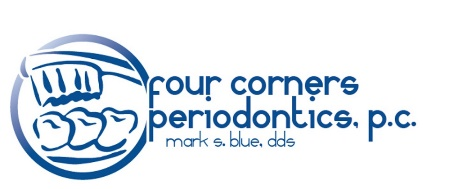 four corners
periodontics, p.c.
mark s. blue, dds